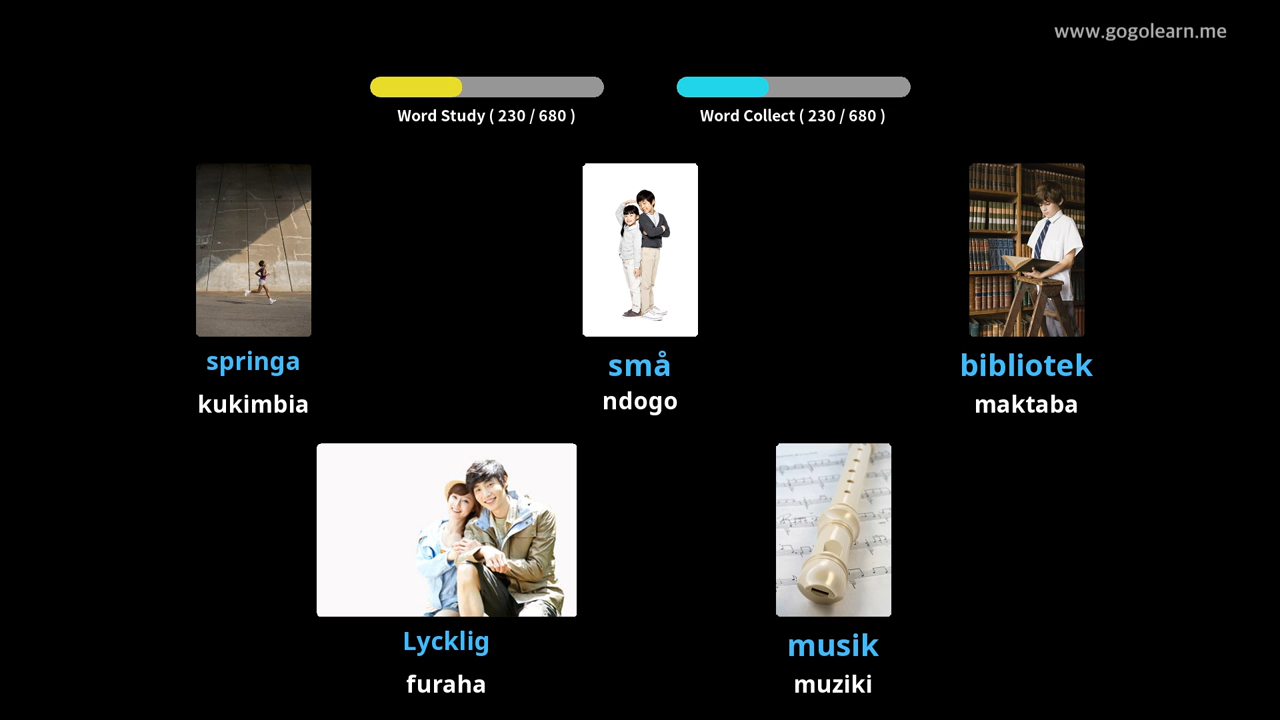 www.gogolearn.me
Word Study ( 230 / 680 )
Word Collect ( 230 / 680 )
springa
kukimbia
små
ndogo
bibliotek
maktaba
Lycklig
furaha
musik
muziki